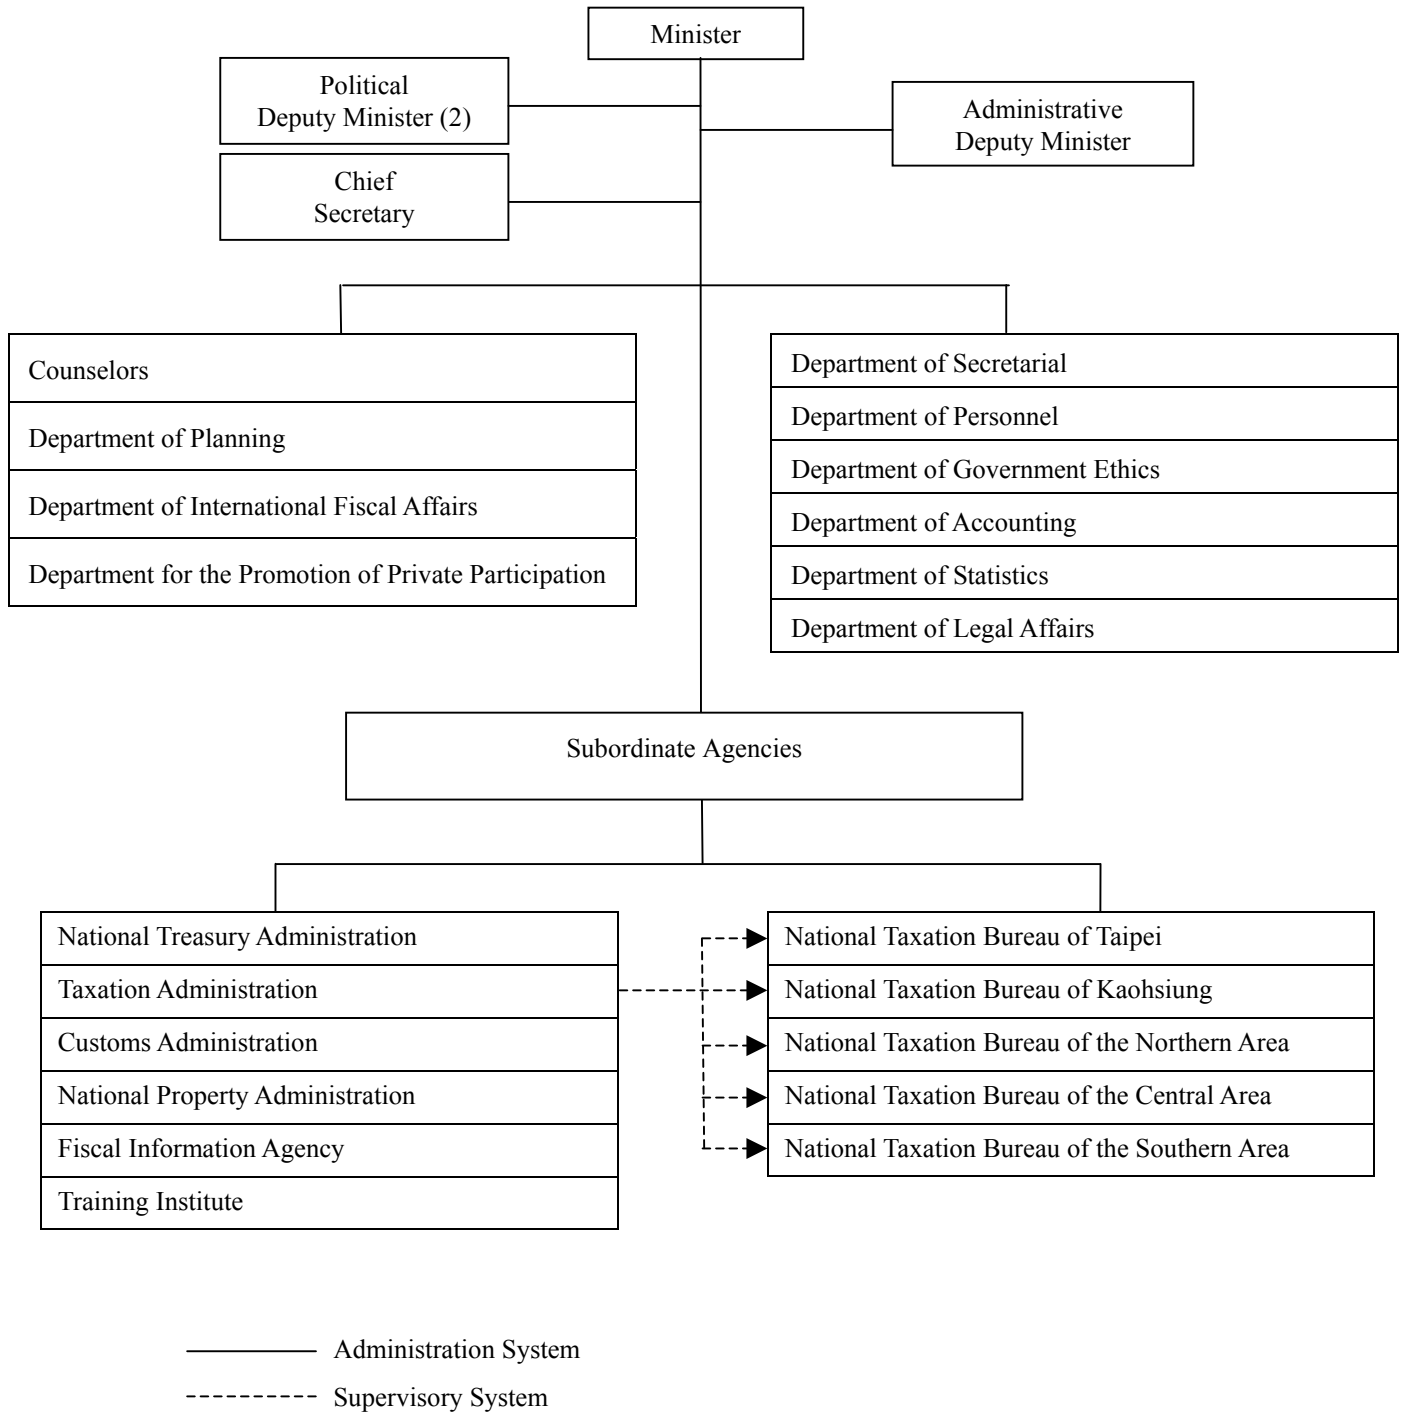 Minister
Political
Deputy Minister (2)
Administrative
Deputy Minister
Chief
Secretary
Counselors
Department of Planning
Department of International Fiscal Affairs
Department for the Promotion of Private Participation
Department of Secretarial
Department of Personnel
Department of Government Ethics
Department of Accounting
Department of Statistics
Department of Legal Affairs
Subordinate Agencies
National Treasury Administration
Taxation Administration
Customs Administration
National Property Administration
Fiscal Information Agency
Training Institute
National Taxation Bureau of Taipei
National Taxation Bureau of Kaohsiung
National Taxation Bureau of the Northern Area
National Taxation Bureau of the Central Area
National Taxation Bureau of the Southern Area
Administration System
Supervisory System